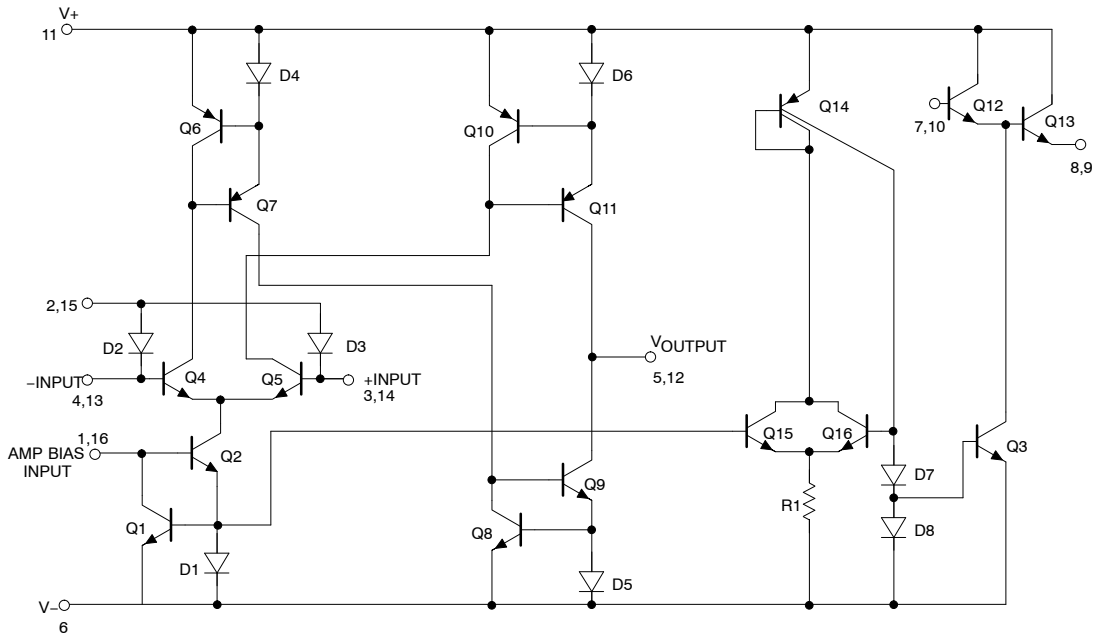 V+
11
D4
D6
Q14
Q12
Q6
Q10
Q13
7,10
8,9
Q7
Q11
2,15
D2
D3
VOUTPUT
5,12
Q4
Q5
−INPUT
+INPUT
4,13
3,14
1,16
AMP BIAS
INPUT
Q2
Q15
Q16
Q3
D7
Q9
R1
Q1
Q8
D8
D1
D5
V−
6